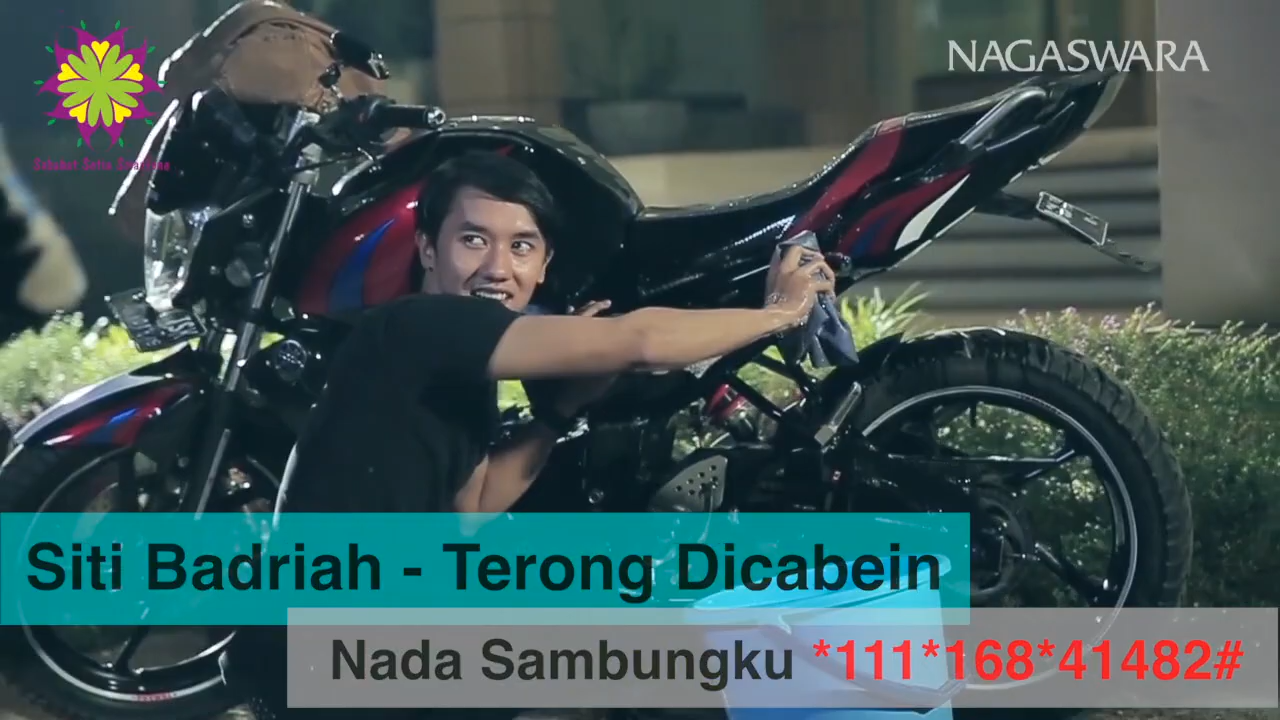 NAGASWARA
Siti Badriah - Terong Dicabein
Nada Sambungku *111*168*41482#